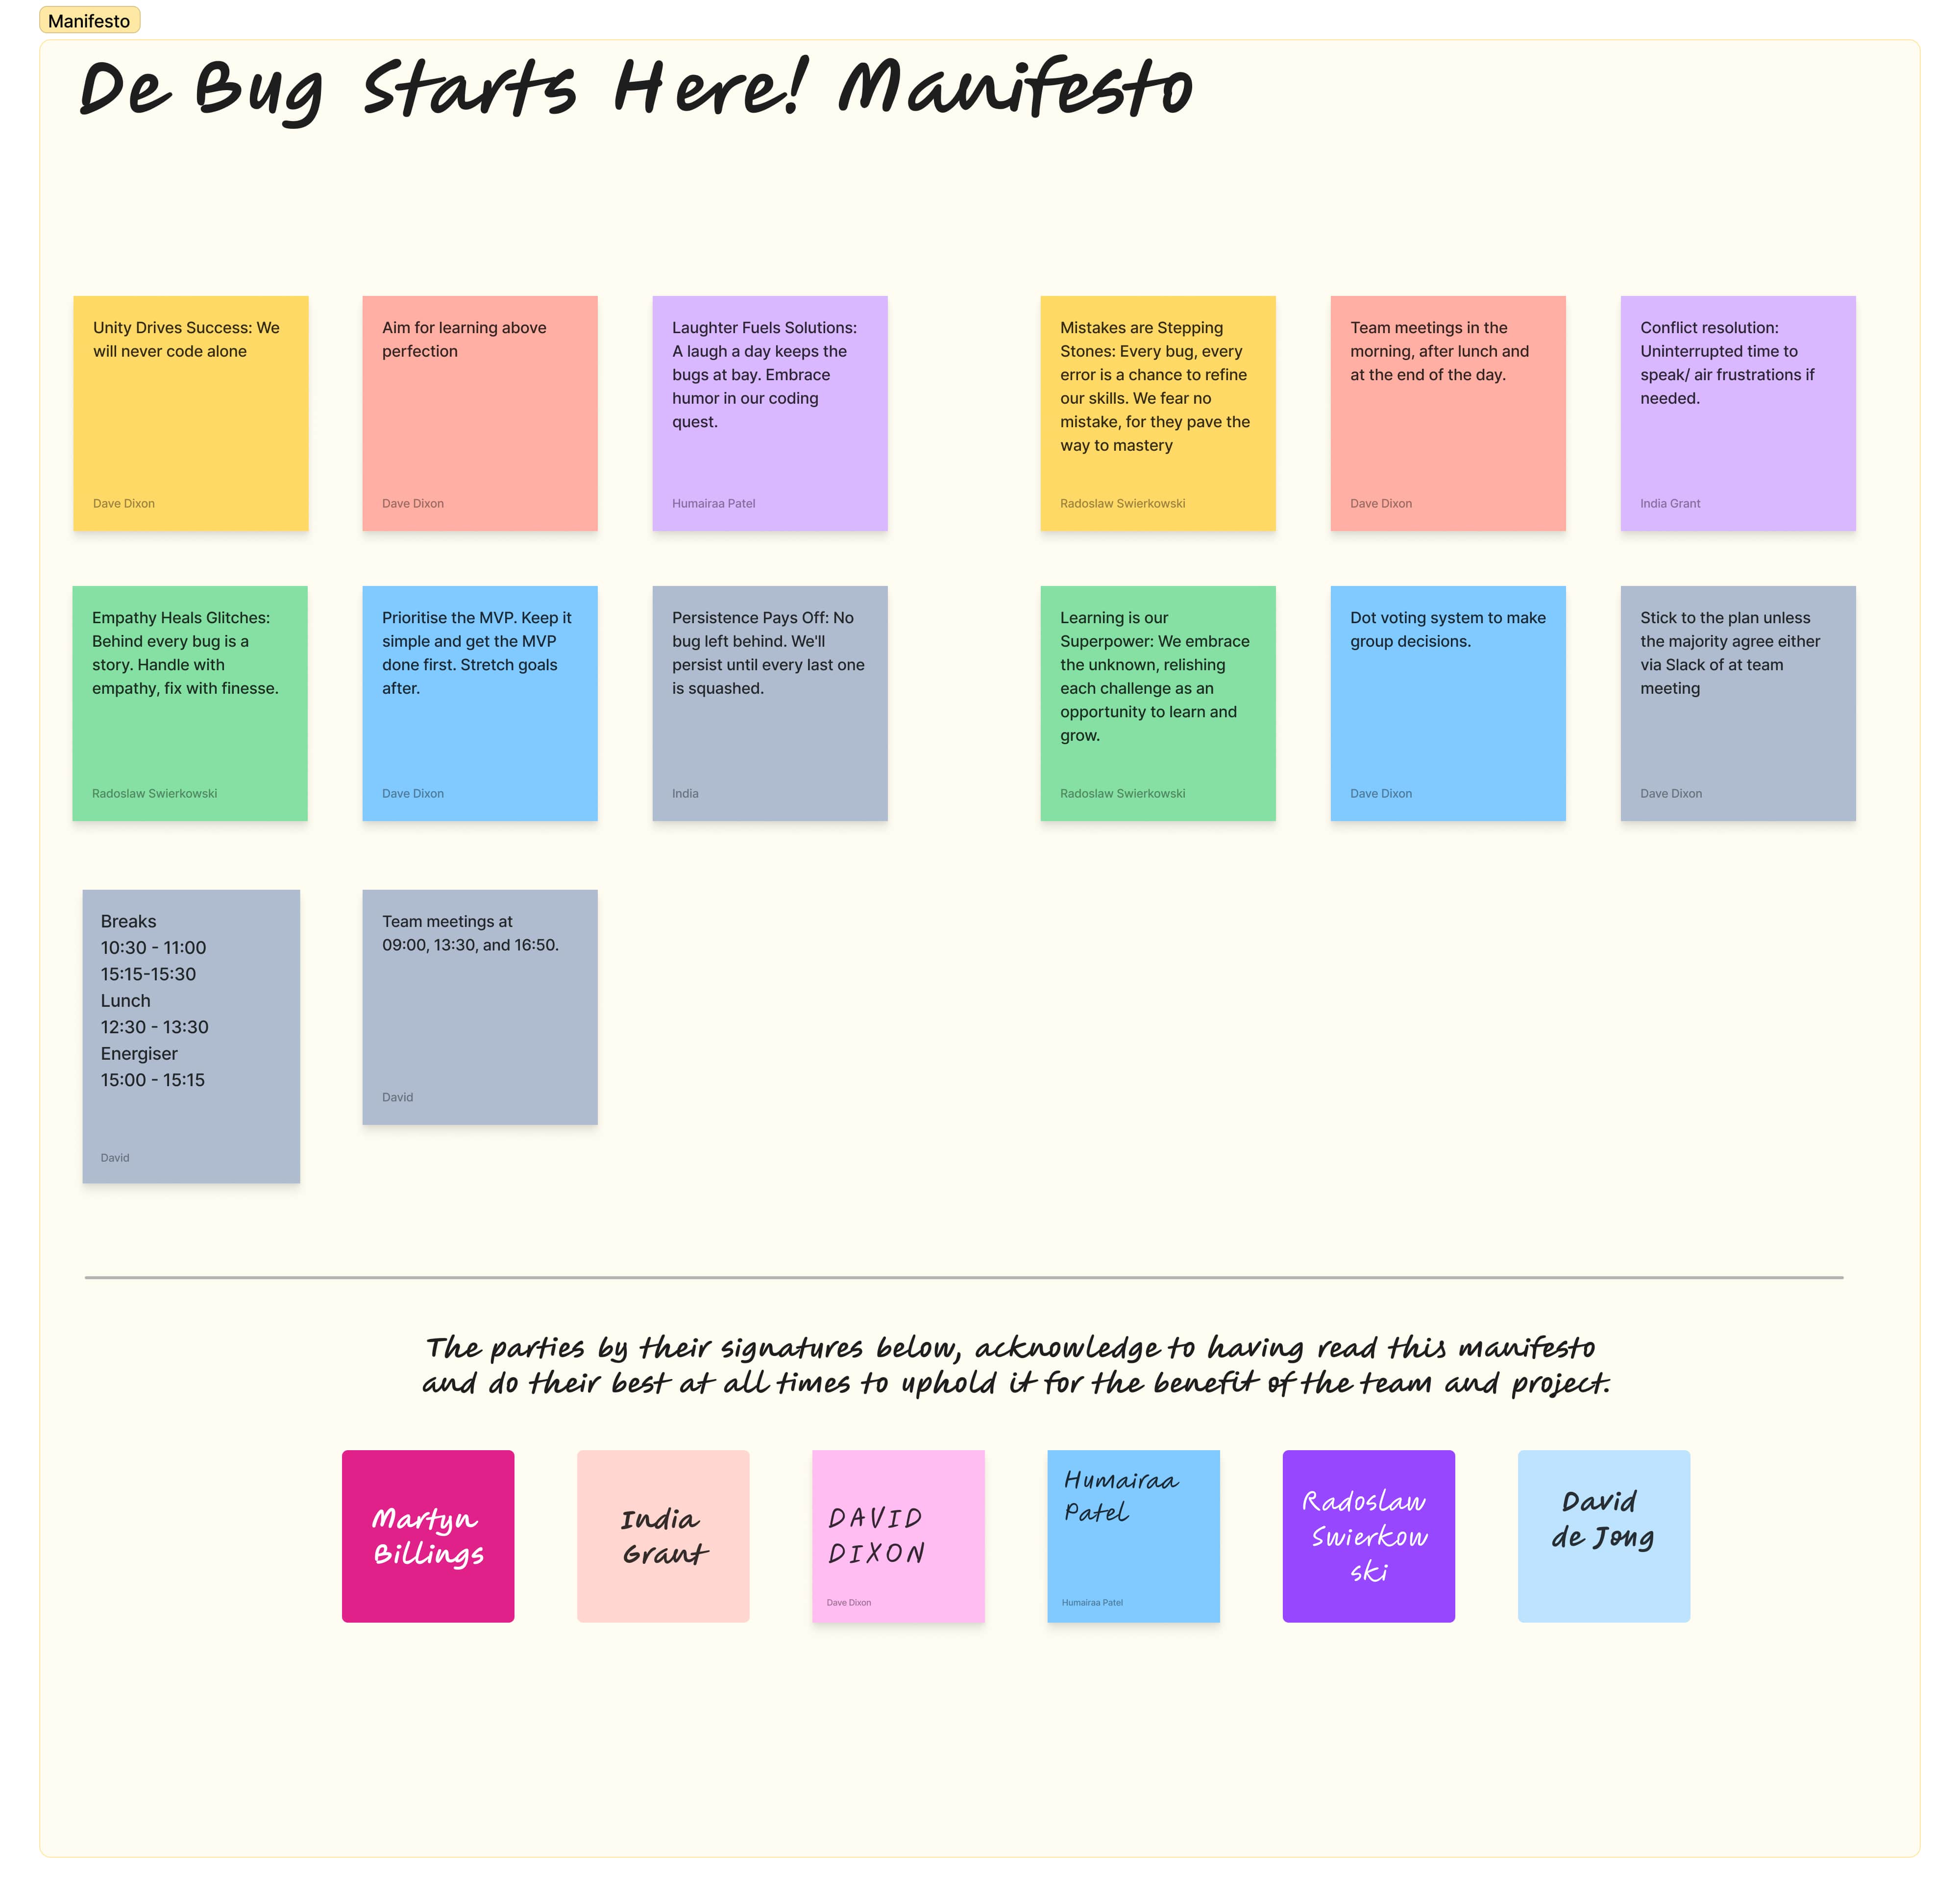 Manifesto
De Bug Starts Here! Manifesto
Unity Drives Success: We
will never code alone
Dave Dixon
Aim for learning above
perfection
Dave Dixon
Laughter Fuels Solutions:
A laugh a day keeps the
bugs at bay. Embrace
humor in our coding
quest.
Humairaa Patel
Mistakes are Stepping
Stones: Every bug, every
error is a chance to refine
our skills. We fear no
mistake, for they pave the
way to mastery
Radoslaw Swierkowski
Team meetings in the
morning, after lunch and
at the end of the day.
Dave Dixon
Conflict resolution:
Uninterrupted time to
speak/ air frustrations if
needed.
India Grant
Empathy Heals Glitches:
Behind every bug is a
story. Handle with
empathy, fix with finesse.
Radoslaw Swierkowski
Prioritise the MVP. Keep it
simple and get the MVP
done first. Stretch goals
after.
Dave Dixon
Persistence Pays Off: No
bug left behind. We'll
persist until every last one
is squashed.
India
Learning is our
Superpower: We embrace
the unknown, relishing
each challenge as an
opportunity to learn and
grow.
Radoslaw Swierkowski
Dot voting system to make
group decisions.
Dave Dixon
Stick to the plan unless
the majority agree either
via Slack of at team
meeting
Dave Dixon
Breaks
10:30 - 11:00
15:15-15:30
Lunch
12:30 - 13:30
Energiser
15:00 - 15:15
David
Team meetings at
09:00, 13:30, and 16:50.
David
The parties by their signatures below, acknowledge to having read this manifesto
and do their best at all times to uphold it for the benefit of the team and project.
Martyn
Billings
India
Grant
DAVID
DIXON
Dave Dixon
Humairaa
Patel
Humairaa Patel
Radoslaw
Swierkow
ski
David
de Jong